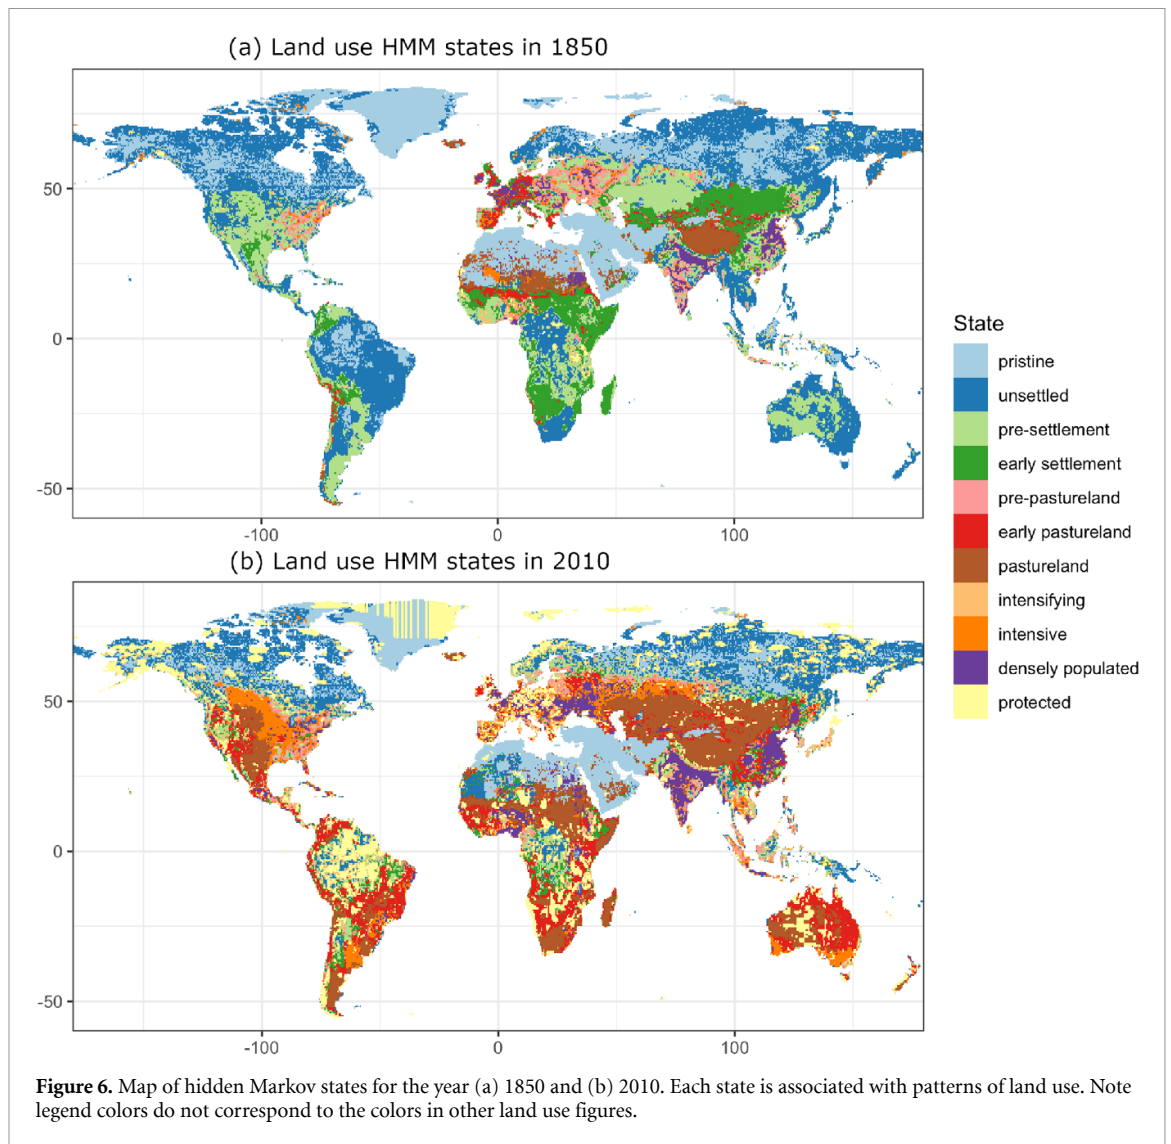 (a) Land use HMM states in 1850
50
0
-50
-100
0
100
(b) Land use HMM states in 2010
50
0
-50
-100
0
100
State
pristine
unsettled
pre-settlement
early settlement
pre-pastureland
early pastureland
pastureland
intensifying
intensive
densely populated
protected
Figure 6. Map of hidden Markov states for the year (a) 1850 and (b) 2010. Each state is associated with patterns of land use. Note
legend colors do not correspond to the colors in other land use figures.